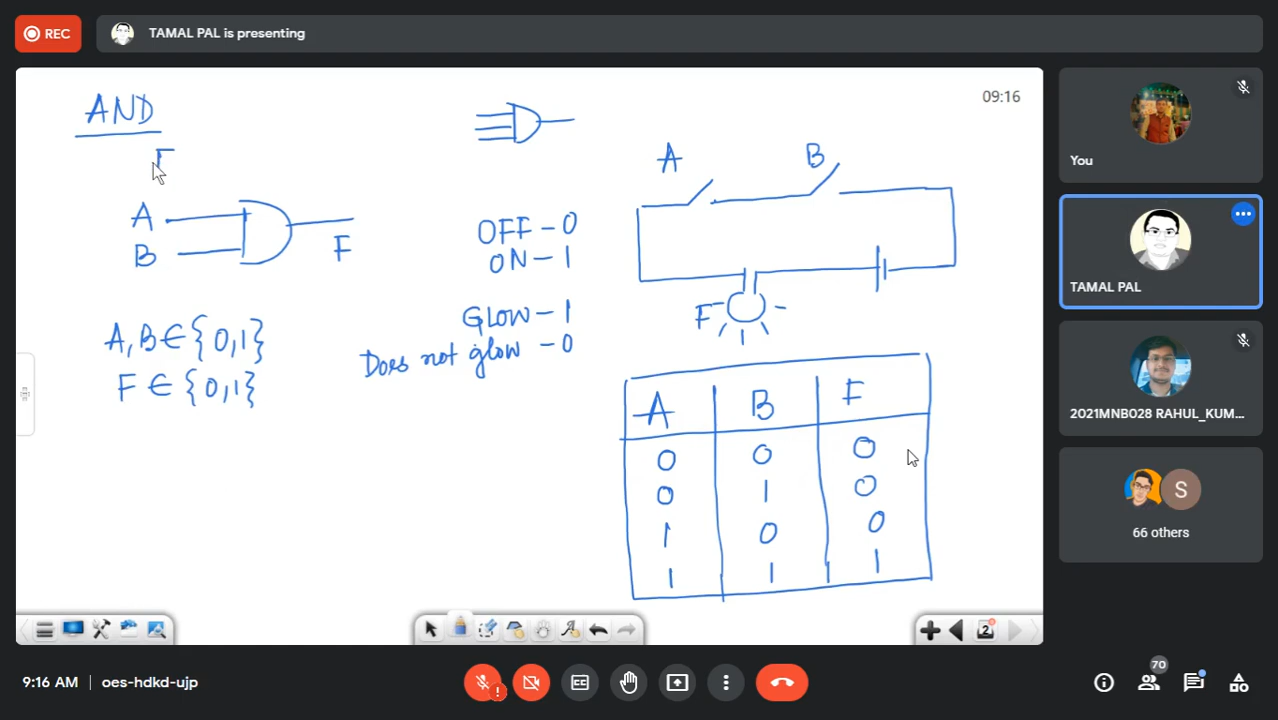 REC
TAMAL PAL is presenting
09:16
AND
F
A
B
F
A, B ∈ {0,1}
F ∈ {0,1}
OFF - 0
ON - 1
GLOW - 1
Does not glow - 0
A B
F
A B F
0 0 0
0 1 0
1 0 0
1 1 1
You
TAMAL PAL
2021MNB028 RAHUL_KUM...
S
66 others
2
9:16 AM | oes-hdkd-ujp
CC
70